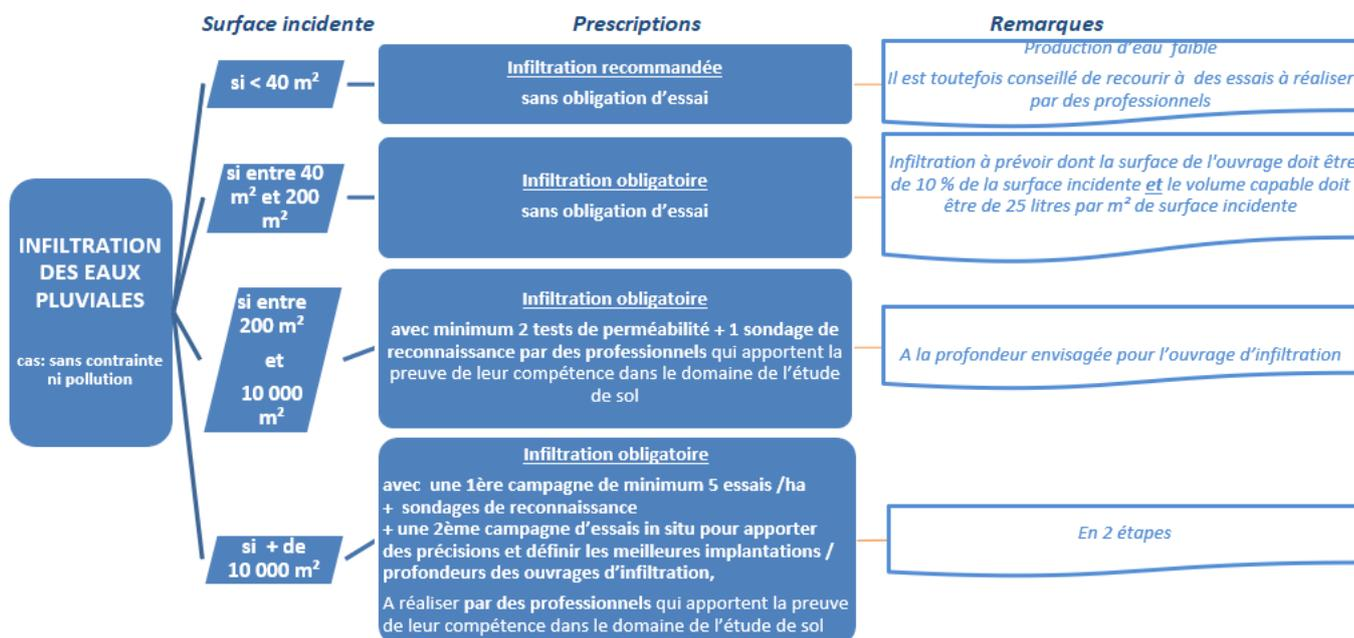 Surface incidente
Prescriptions
Remarques
INFILTRATION
DES EAUX
PLUVIALES
cas: sans contrainte
ni pollution
si < 40 m²
Infiltration recommandée
sans obligation d'essai
Production d'eau faible
Il est toutefois conseillé de recourir à des essais à réaliser
par des professionnels
si entre 40
m² et 200
m²
Infiltration obligatoire
sans obligation d'essai
Infiltration à prévoir dont la surface de l'ouvrage doit être
de 10 % de la surface incidente et le volume capable doit
être de 25 litres par m² de surface incidente
si entre
200 m²
et
10 000
m²
Infiltration obligatoire
avec minimum 2 tests de perméabilité + 1 sondage de
reconnaissance par des professionnels qui apportent la
preuve de leur compétence dans le domaine de l'étude
de sol
A la profondeur envisagée pour l'ouvrage d'infiltration
si + de
10 000 m²
Infiltration obligatoire
avec une 1ère campagne de minimum 5 essais /ha
+ sondages de reconnaissance
+ une 2ème campagne d'essais in situ pour apporter
des précisions et définir les meilleures implantations /
profondeurs des ouvrages d'infiltration,
A réaliser par des professionnels qui apportent la preuve
de leur compétence dans le domaine de l'étude de sol
En 2 étapes